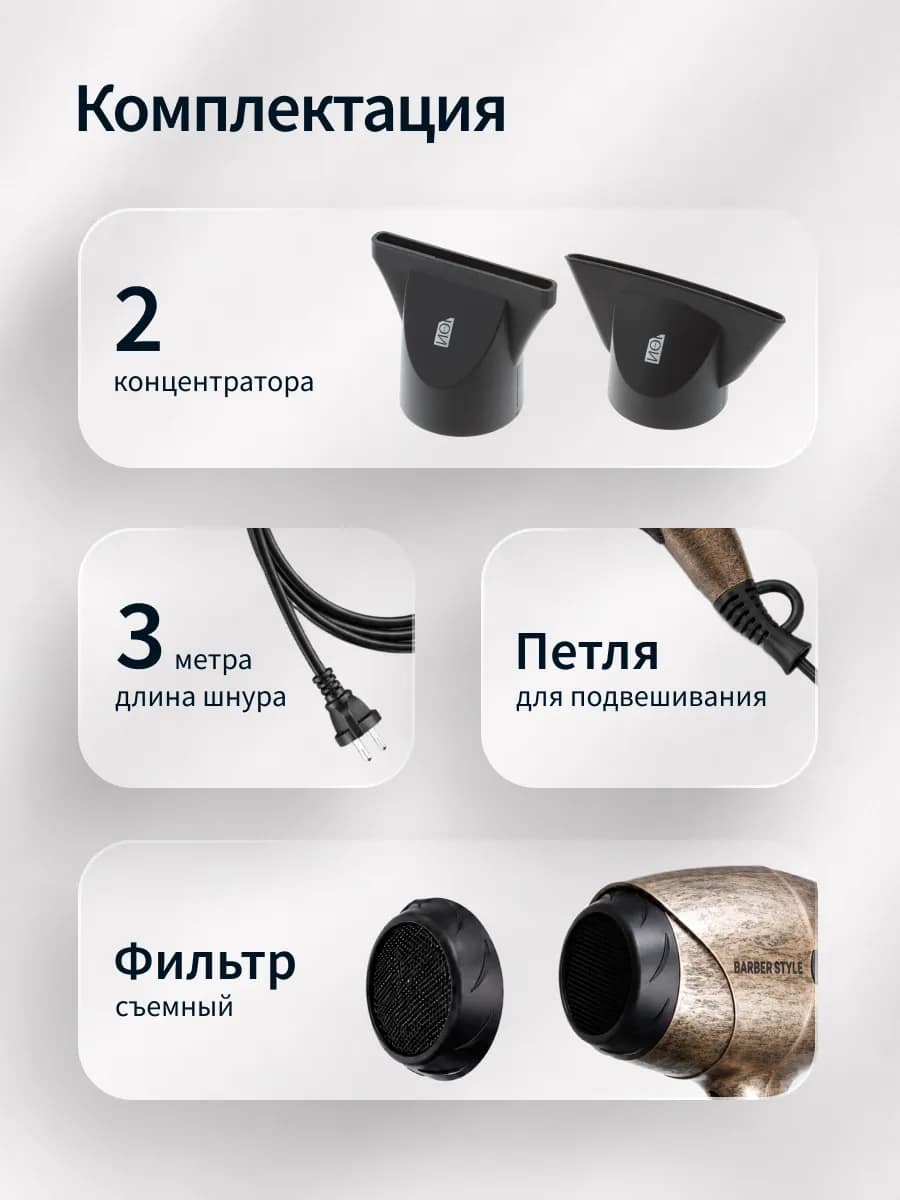 Комплектация
2
концентратора
3 метра
длина шнура
Петля
для подвешивания
Фильтр
съемный
BARBER STYLE